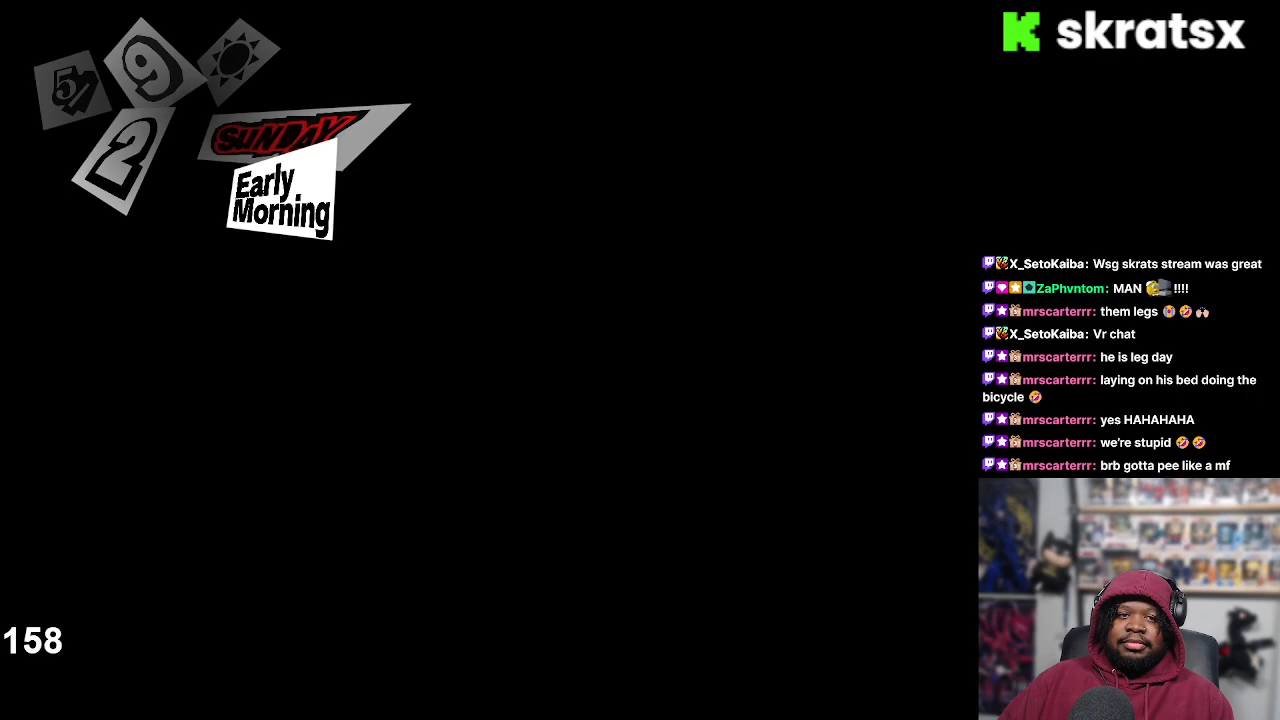 skratsx
5/ 9
2
SUNDAY
Early
Morning
X_SetoKaiba: Wsg skrats stream was great
ZaPhvntom: MAN !!!!
mrscarterrr: them legs 😭 🤣 🙌🏻
X_SetoKaiba: Vr chat
mrscarterrr: he is leg day
mrscarterrr: laying on his bed doing the
bicycle 🤣
mrscarterrr: yes HAHAHAHA
mrscarterrr: we’re stupid 🤣 🤣
mrscarterrr: brb gotta pee like a mf
158